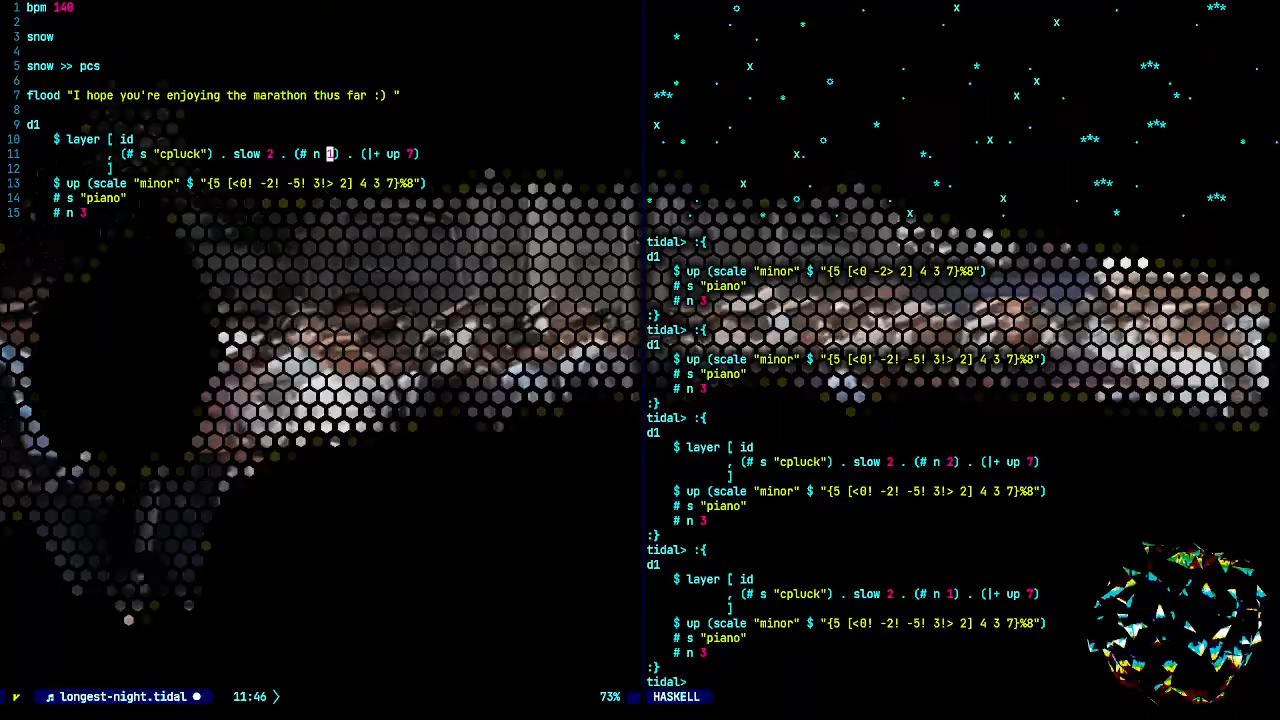 1 bpm 140
2
3 snow
4
5 snow >> pcs
6
7 flood "I hope you're enjoying the marathon thus far :) "
8
9 d1
10 $ layer [ id
11 , (# s "cpluck") . slow 2 . (# n 1) . (|+ up 7)
12 ]
13 $ up (scale "minor" $ "{5 [<0! -2! -5! 3!> 2] 4 3 7}%8")
14 # s "piano"
15 # n 3
v ♬ longest-night.tidal ● 11:46 〉 73%
tidal> :{
d1
$ up (scale "minor" $ "{5 [<0 -2> 2] 4 3 7}%8")
# s "piano"
# n 3
:}
tidal> :{
d1
$ up (scale "minor" $ "{5 [<0! -2! -5! 3!> 2] 4 3 7}%8")
# s "piano"
# n 3
:}
tidal> :{
d1
$ layer [ id
, (# s "cpluck") . slow 2 . (# n 2) . (|+ up 7)
]
$ up (scale "minor" $ "{5 [<0! -2! -5! 3!> 2] 4 3 7}%8")
# s "piano"
# n 3
:}
tidal> :{
d1
$ layer [ id
, (# s "cpluck") . slow 2 . (# n 1) . (|+ up 7)
]
$ up (scale "minor" $ "{5 [<0! -2! -5! 3!> 2] 4 3 7}%8")
# s "piano"
# n 3
:}
tidal>
HASKELL